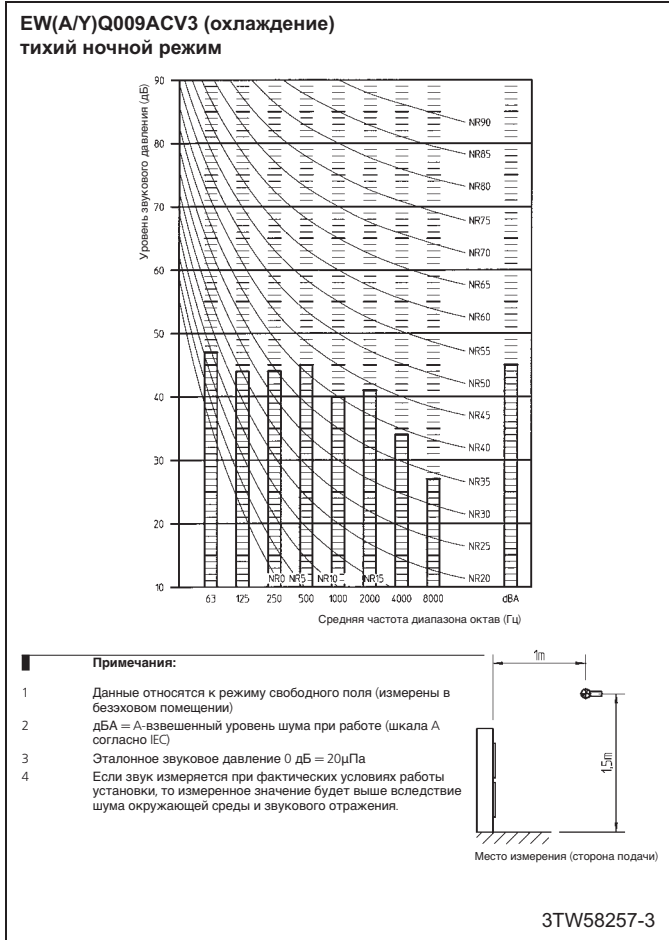 EW(A/Y)Q009ACV3 (охлаждение)
тихий ночной режим
Уровень звукового давления (дБ)
90
80
70
60
50
40
30
20
10
NR90
NR85
NR80
NR75
NR70
NR65
NR60
NR55
NR50
NR45
NR40
NR35
NR30
NR25
NR20
NR0 NR5 NR10 NR15
63 125 250 500 1000 2000 4000 8000 dBA
Средняя частота диапазона октав (Гц)
Примечания:
1 Данные относятся к режиму свободного поля (измерены в
безэховом помещении)
2 дБА = А-взвешенный уровень шума при работе (шкала А
согласно IEC)
3 Эталонное звуковое давление 0 дБ = 20µПа
4 Если звук измеряется при фактических условиях работы
установки, то измеренное значение будет выше вследствие
шума окружающей среды и звукового отражения.
1m
1,5m
Место измерения (сторона подачи)
3TW58257-3